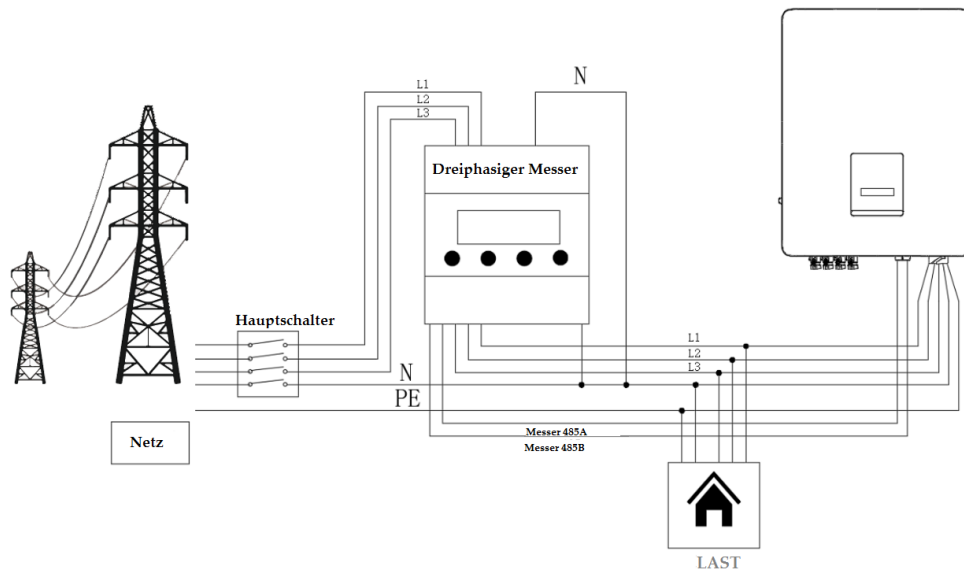 L1
N
L2
L3
Dreiphasiger Messer
Hauptschalter
L1
L2
N
L3
PE
Messer 485A
Netz
Messer 485B
LAST